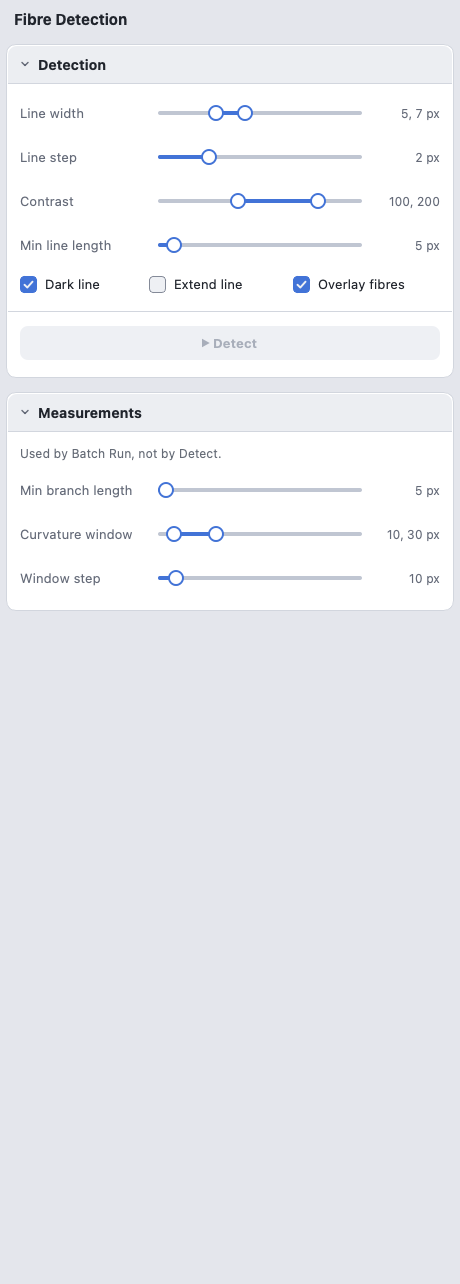 Fibre Detection
Detection
Line width 5, 7 px
Line step 2 px
Contrast 100, 200
Min line length 5 px
Dark line Extend line Overlay fibres
Detect
Measurements
Used by Batch Run, not by Detect.
Min branch length 5 px
Curvature window 10, 30 px
Window step 10 px